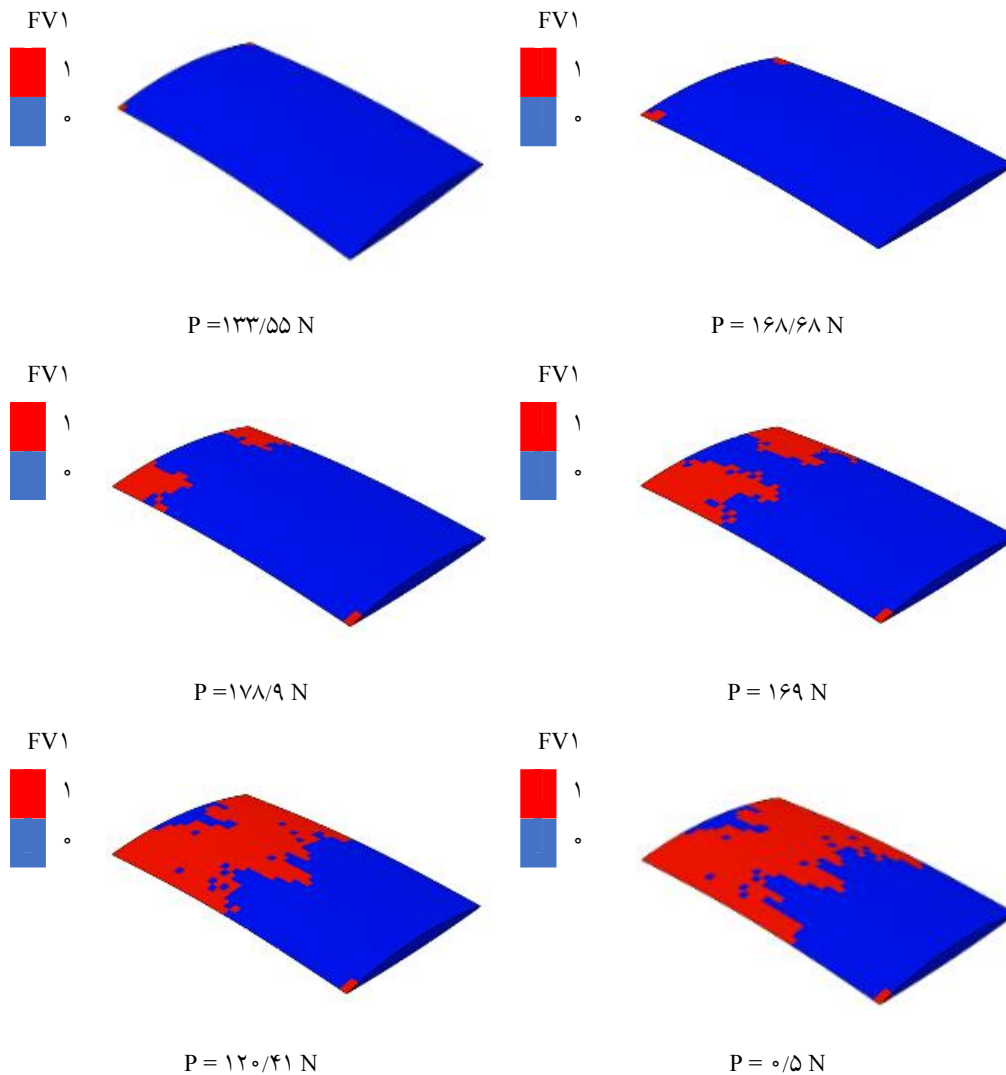 FV۱
۱
۰
P =۱۳۳/۵۵ N
FV۱
۱
۰
P = ۱۶۸/۶۸ N
FV۱
۱
۰
P =۱۷۸/۹ N
FV۱
۱
۰
P = ۱۶۹ N
FV۱
۱
۰
P = ۱۲۰/۴۱ N
FV۱
۱
۰
P = ۰/۵ N